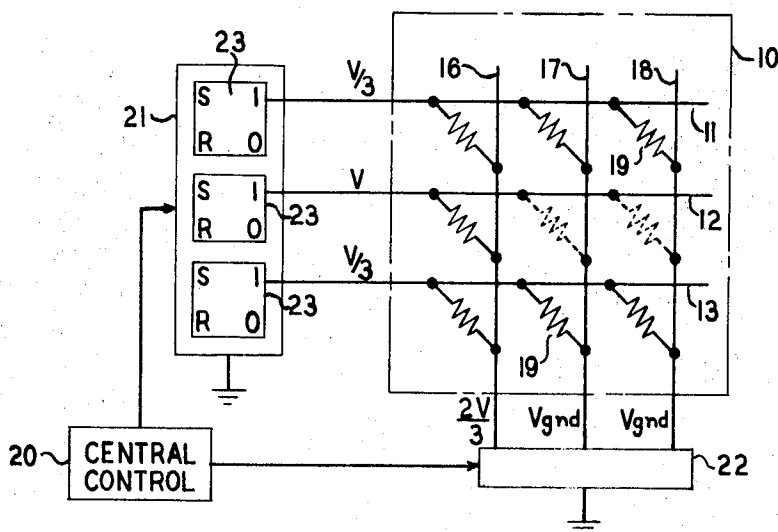 10
23
16
17
18
V/3
S 1
21
R 0
11
19
V
S 1
R 0
23
12
V/3
S 1
R 0
23
13
19
2V/3
Vgnd
Vgnd
20
CENTRAL CONTROL
22